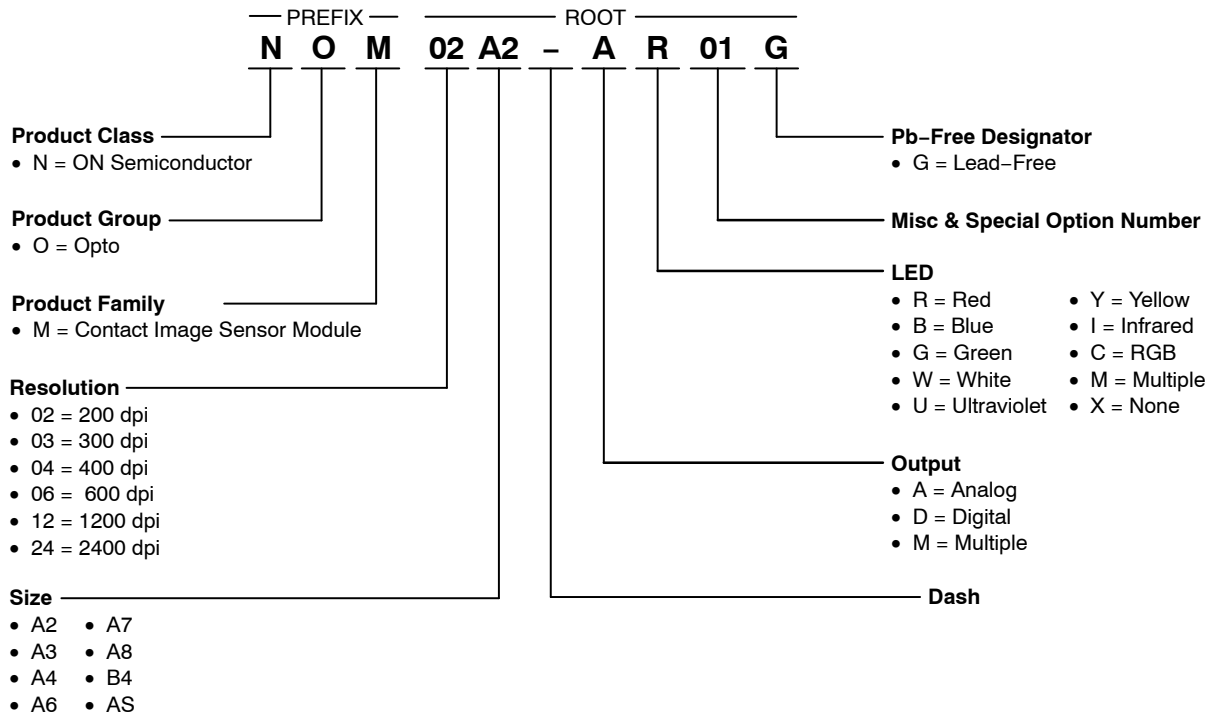 PREFIX ROOT
N O M 02 A2 – A R 01 G
Product Class
• N = ON Semiconductor
Product Group
• O = Opto
Product Family
• M = Contact Image Sensor Module
Resolution
• 02 = 200 dpi
• 03 = 300 dpi
• 04 = 400 dpi
• 06 = 600 dpi
• 12 = 1200 dpi
• 24 = 2400 dpi
Size
• A2 • A7
• A3 • A8
• A4 • B4
• A6 • AS
Pb–Free Designator
• G = Lead–Free
Misc & Special Option Number
LED
• R = Red • Y = Yellow
• B = Blue • I = Infrared
• G = Green • C = RGB
• W = White • M = Multiple
• U = Ultraviolet • X = None
Output
• A = Analog
• D = Digital
• M = Multiple
Dash